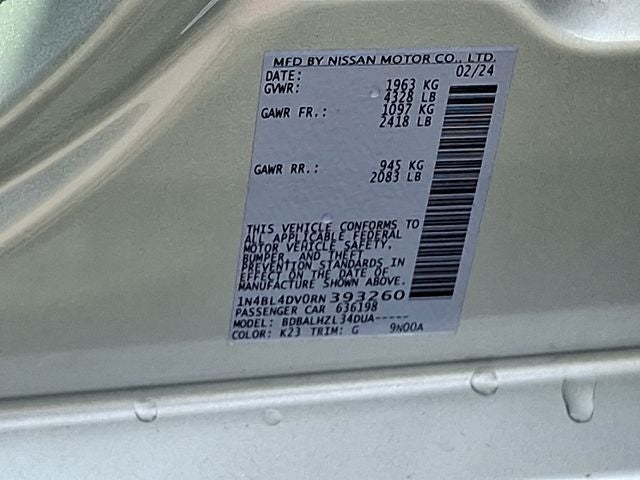 MFD BY NISSAN MOTOR CO., LTD.
DATE: 02/24
GVWR: 1963 KG
4328 LB
GAWR FR.: 1097 KG
2418 LB
GAWR RR.: 945 KG
2083 LB
THIS VEHICLE CONFORMS TO
ALL APPLICABLE FEDERAL
MOTOR VEHICLE SAFETY,
BUMPER, AND THEFT
PREVENTION STANDARDS IN
EFFECT ON THE DATE OF
MANUFACTURE SHOWN ABOVE.
1N4BL4DV0RN393260
PASSENGER CAR 636198
MODEL: BDBALHZL34DUA-----
COLOR: K23 TRIM: G 9N00A